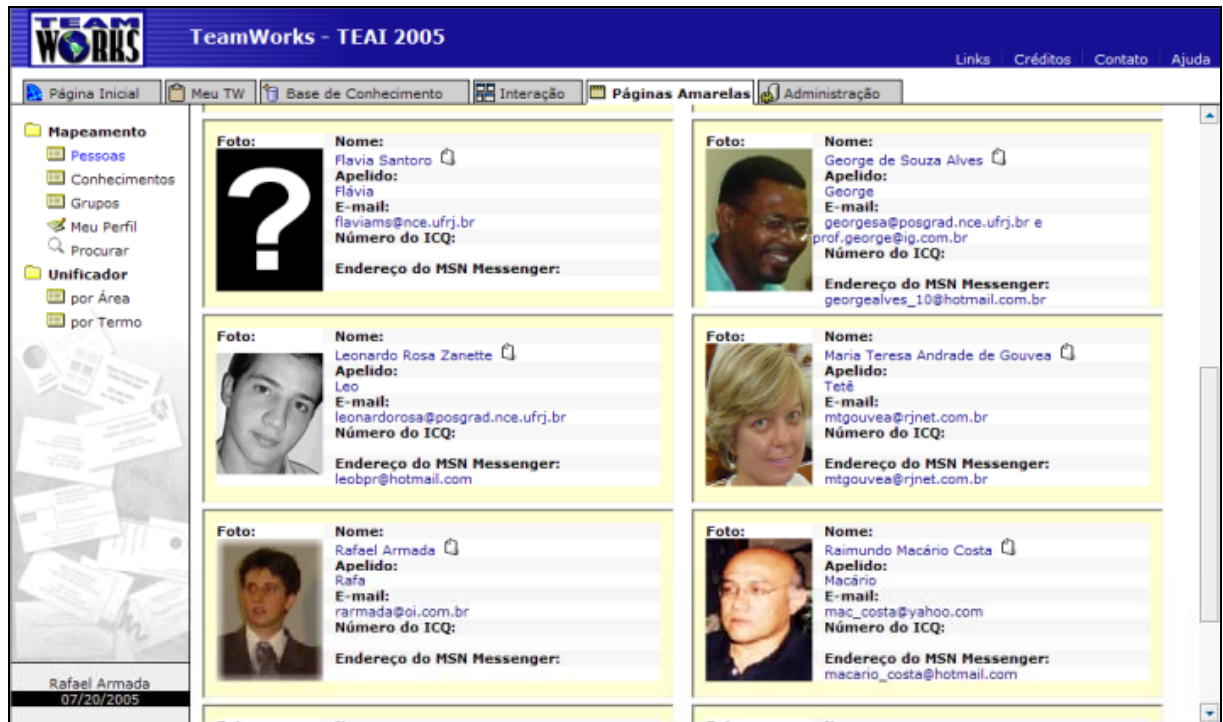 TEAM
WORKS
TeamWorks - TEAI 2005
Links Créditos Contato Ajuda
Página Inicial Meu TW Base de Conhecimento Interação Páginas Amarelas Administração
Mapeamento
Pessoas
Conhecimentos
Grupos
Meu Perfil
Procurar
Unificador
por Área
por Termo
Rafael Armada
07/20/2005
Foto:
?
Nome:
Flavia Santoro
Apelido:
Flávia
E-mail:
flaviams@nce.ufrj.br
Número do ICQ:
Endereço do MSN Messenger:
Foto:
Nome:
George de Souza Alves
Apelido:
George
E-mail:
georgesa@posgrad.nce.ufrj.br e
prof.george@ig.com.br
Número do ICQ:
Endereço do MSN Messenger:
georgealves_10@hotmail.com.br
Foto:
Nome:
Leonardo Rosa Zanette
Apelido:
Leo
E-mail:
leonardorosa@posgrad.nce.ufrj.br
Número do ICQ:
Endereço do MSN Messenger:
leobpr@hotmail.com
Foto:
Nome:
Maria Teresa Andrade de Gouvea
Apelido:
Tetê
E-mail:
mtgouvea@rjnet.com.br
Número do ICQ:
Endereço do MSN Messenger:
mtgouvea@rjnet.com.br
Foto:
Nome:
Rafael Armada
Apelido:
Rafa
E-mail:
rarmada@oi.com.br
Número do ICQ:
Endereço do MSN Messenger:
Foto:
Nome:
Raimundo Macário Costa
Apelido:
Macário
E-mail:
mac_costa@yahoo.com
Número do ICQ:
Endereço do MSN Messenger:
macario_costa@hotmail.com